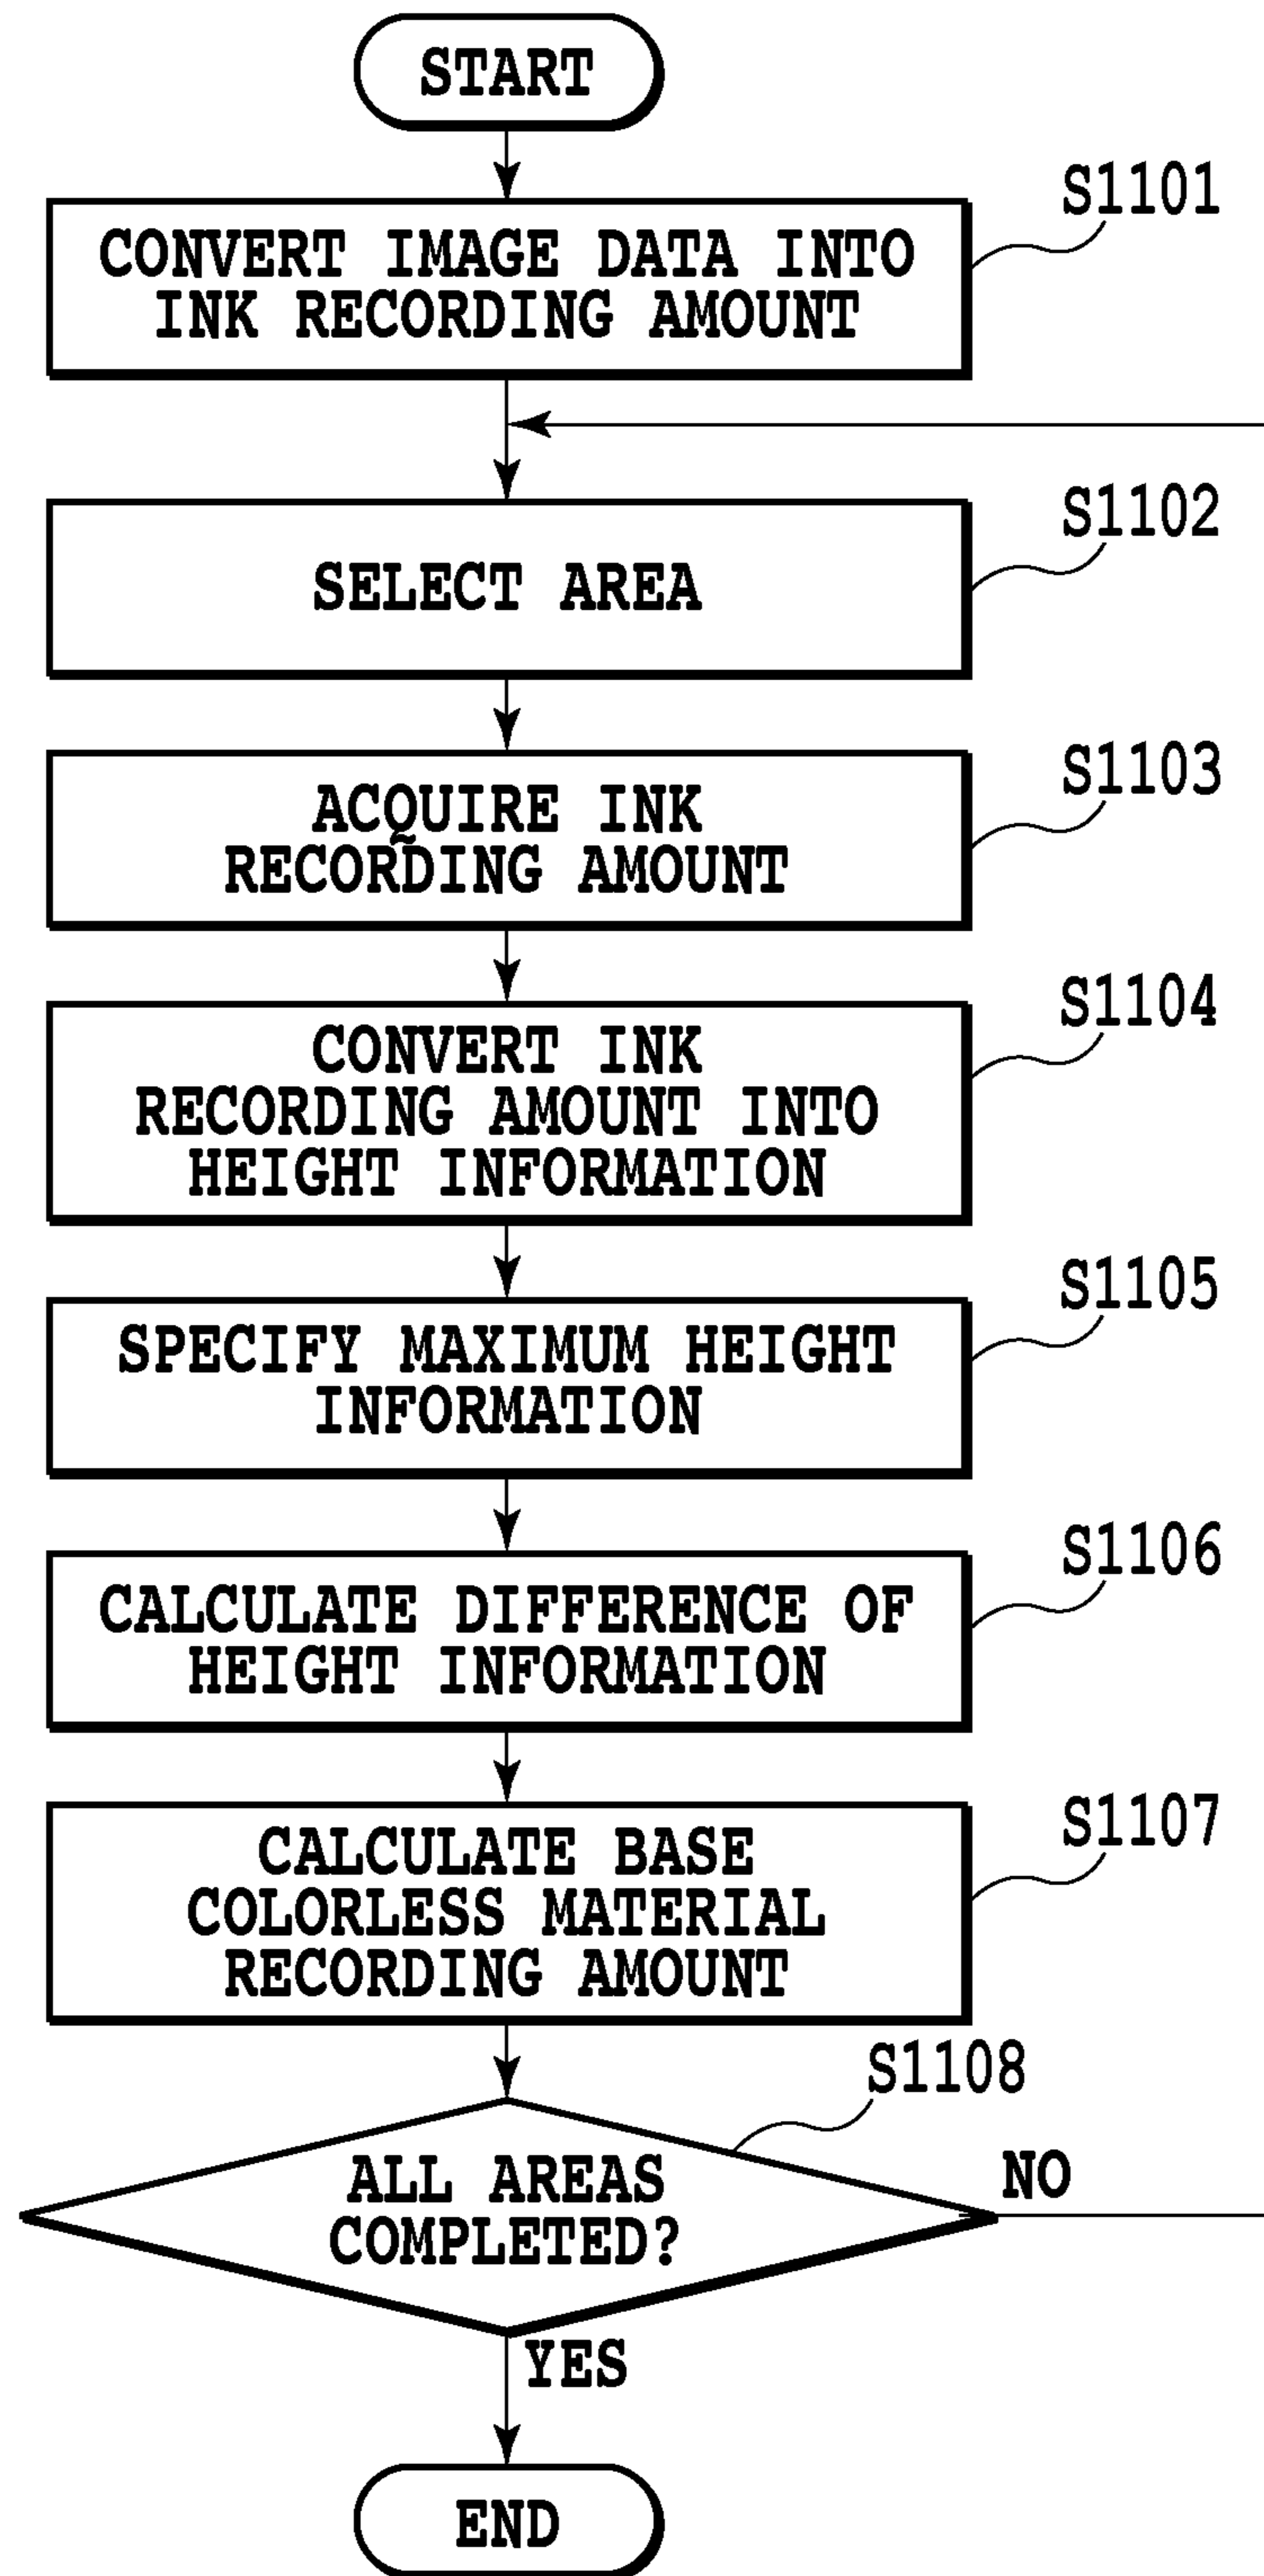 START
S1101
CONVERT IMAGE DATA INTO
INK RECORDING AMOUNT
S1102
SELECT AREA
S1103
ACQUIRE INK
RECORDING AMOUNT
S1104
CONVERT INK
RECORDING AMOUNT INTO
HEIGHT INFORMATION
S1105
SPECIFY MAXIMUM HEIGHT
INFORMATION
S1106
CALCULATE DIFFERENCE OF
HEIGHT INFORMATION
S1107
CALCULATE BASE
COLORLESS MATERIAL
RECORDING AMOUNT
S1108
ALL AREAS
COMPLETED?
NO
YES
END